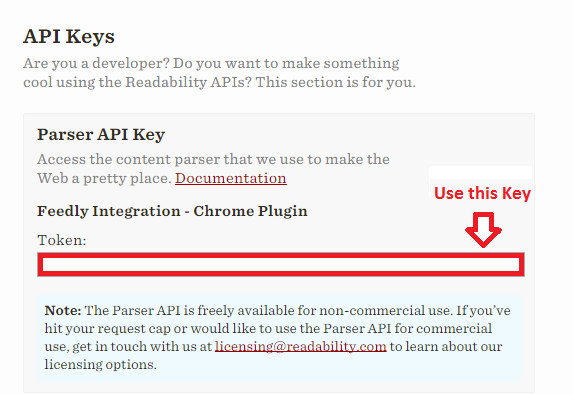 API Keys
Are you a developer? Do you want to make something
cool using the Readability APIs? This section is for you.
Parser API Key
Access the content parser that we use to make the
Web a pretty place. Documentation
Use this Key
Feedly Integration - Chrome Plugin
Token:
Note: The Parser API is freely available for non-commercial use. If you’ve
hit your request cap or would like to use the Parser API for commercial
use, get in touch with us at licensing@readability.com to learn about our
licensing options.